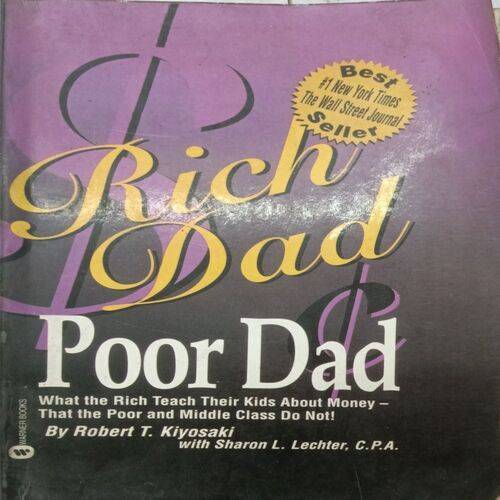 Best
#1 New York Times
The Wall Street Journal
Seller
Rich
Dad
Poor Dad
What the Rich Teach Their Kids About Money –
That the Poor and Middle Class Do Not!
By Robert T. Kiyosaki
with Sharon L. Lechter, C.P.A.
WARNER BOOKS